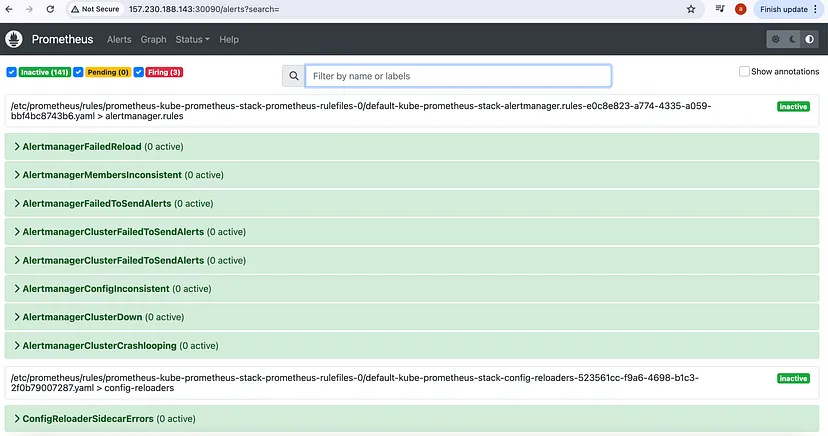 Not Secure 157.230.188.143:30090/alerts?search= a Finish update
Prometheus Alerts Graph Status Help
Inactive (141) Pending (0) Firing (3) Filter by name or labels Show annotations
/etc/prometheus/rules/prometheus-kube-prometheus-stack-prometheus-rulefiles-0/default-kube-prometheus-stack-alertmanager.rules-e0c8e823-a774-4335-a059- inactive
bbf4bc8743b6.yaml > alertmanager.rules
AlertmanagerFailedReload (0 active)
AlertmanagerMembersInconsistent (0 active)
AlertmanagerFailedToSendAlerts (0 active)
AlertmanagerClusterFailedToSendAlerts (0 active)
AlertmanagerClusterFailedToSendAlerts (0 active)
AlertmanagerConfigInconsistent (0 active)
AlertmanagerClusterDown (0 active)
AlertmanagerClusterCrashlooping (0 active)
/etc/prometheus/rules/prometheus-kube-prometheus-stack-prometheus-rulefiles-0/default-kube-prometheus-stack-config-reloaders-523561cc-f9a6-4698-b1c3- inactive
2f0b79007287.yaml > config-reloaders
ConfigReloaderSidecarErrors (0 active)